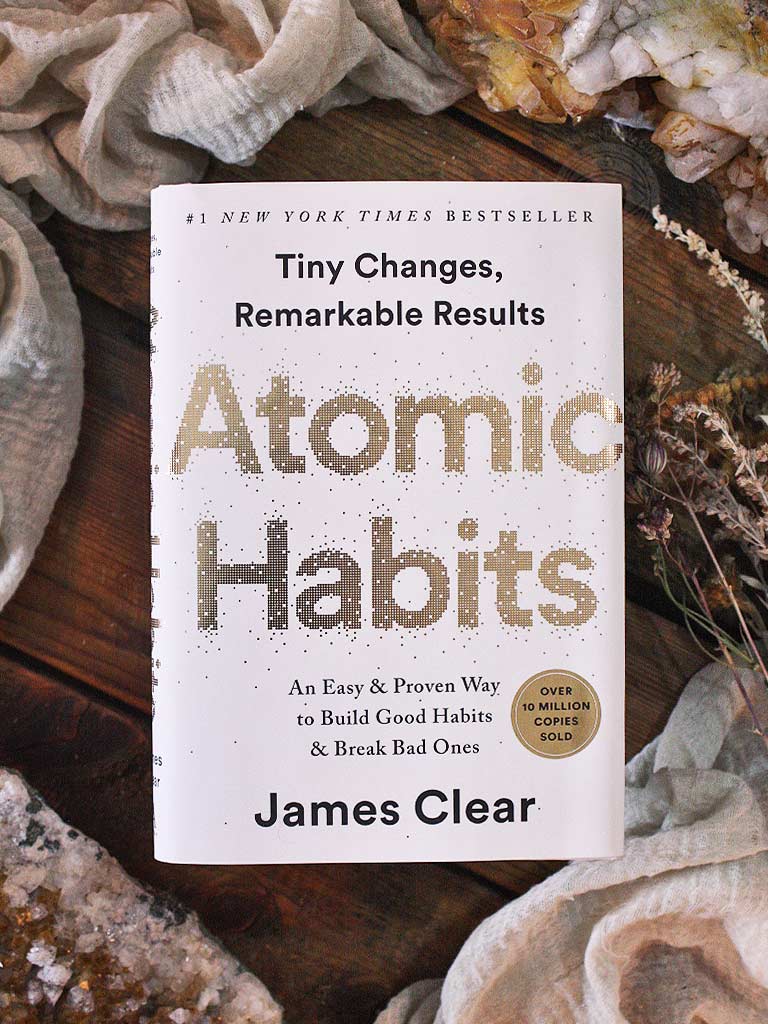 #1 NEW YORK TIMES BESTSELLER
Tiny Changes,
Remarkable Results
Atomic
Habits
An Easy & Proven Way
to Build Good Habits
& Break Bad Ones
OVER
10 MILLION
COPIES
SOLD
James Clear